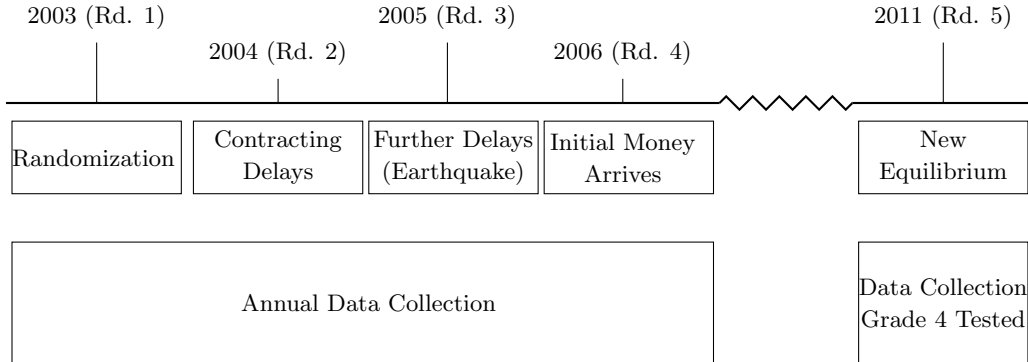 2003 (Rd. 1)
2005 (Rd. 3)
2011 (Rd. 5)
2004 (Rd. 2)
2006 (Rd. 4)
Randomization
Contracting
Delays
Further Delays
(Earthquake)
Initial Money
Arrives
New
Equilibrium
Annual Data Collection
Data Collection
Grade 4 Tested